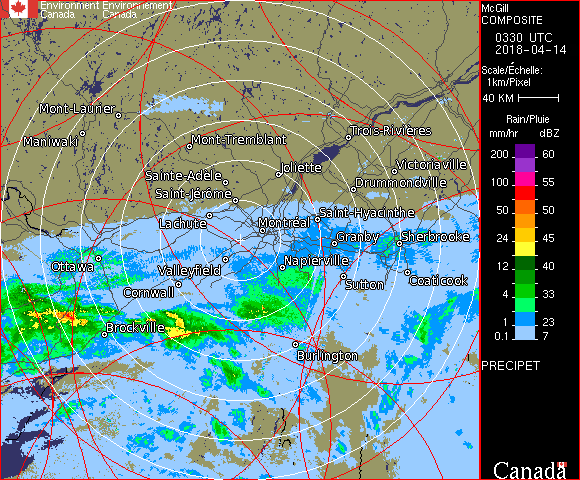 Environment Environnement
Canada Canada
McGill
COMPOSITE
0330 UTC
2018-04-14
Scale/Échelle:
1km/Pixel
40 KM
Rain/Pluie
mm/hr dBZ
200 60
100 55
50 50
24 45
12 40
4 33
1 23
0.1 7
PRECIPET
Canada
Mont-Laurier
Maniwaki
Mont-Tremblant
Trois-Rivières
Sainte-Adèle
Joliette
Victoriaville
Saint-Jérôme
Drummondville
Lachute
Montréal
Saint-Hyacinthe
Granby
Sherbrooke
Ottawa
Valleyfield
Napierville
Cornwall
Sutton
Coaticook
Brockville
Burlington